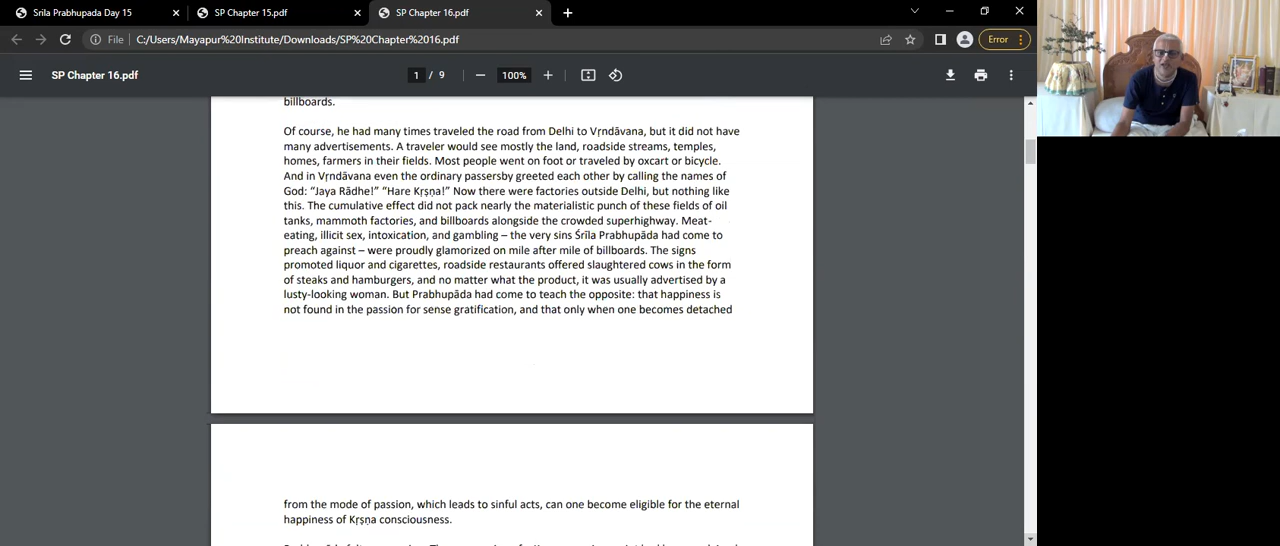 Srila Prabhupada Day 15
SP Chapter 15.pdf
SP Chapter 16.pdf
File
C:/Users/Mayapur%20Institute/Downloads/SP%20Chapter%2016.pdf
Error
SP Chapter 16.pdf
1 / 9
100%
billboards.
Of course, he had many times traveled the road from Delhi to Vṛndāvana, but it did not have
many advertisements. A traveler would see mostly the land, roadside streams, temples,
homes, farmers in their fields. Most people went on foot or traveled by oxcart or bicycle.
And in Vṛndāvana even the ordinary passersby greeted each other by calling the names of
God: “Jaya Rādhe!” “Hare Kṛṣṇa!” Now there were factories outside Delhi, but nothing like
this. The cumulative effect did not pack nearly the materialistic punch of these fields of oil
tanks, mammoth factories, and billboards alongside the crowded superhighway. Meat-
eating, illicit sex, intoxication, and gambling – the very sins Śrīla Prabhupāda had come to
preach against – were proudly glamorized on mile after mile of billboards. The signs
promoted liquor and cigarettes, roadside restaurants offered slaughtered cows in the form
of steaks and hamburgers, and no matter what the product, it was usually advertised by a
lusty-looking woman. But Prabhupāda had come to teach the opposite: that happiness is
not found in the passion for sense gratification, and that only when one becomes detached
from the mode of passion, which leads to sinful acts, can one become eligible for the eternal
happiness of Kṛṣṇa consciousness.